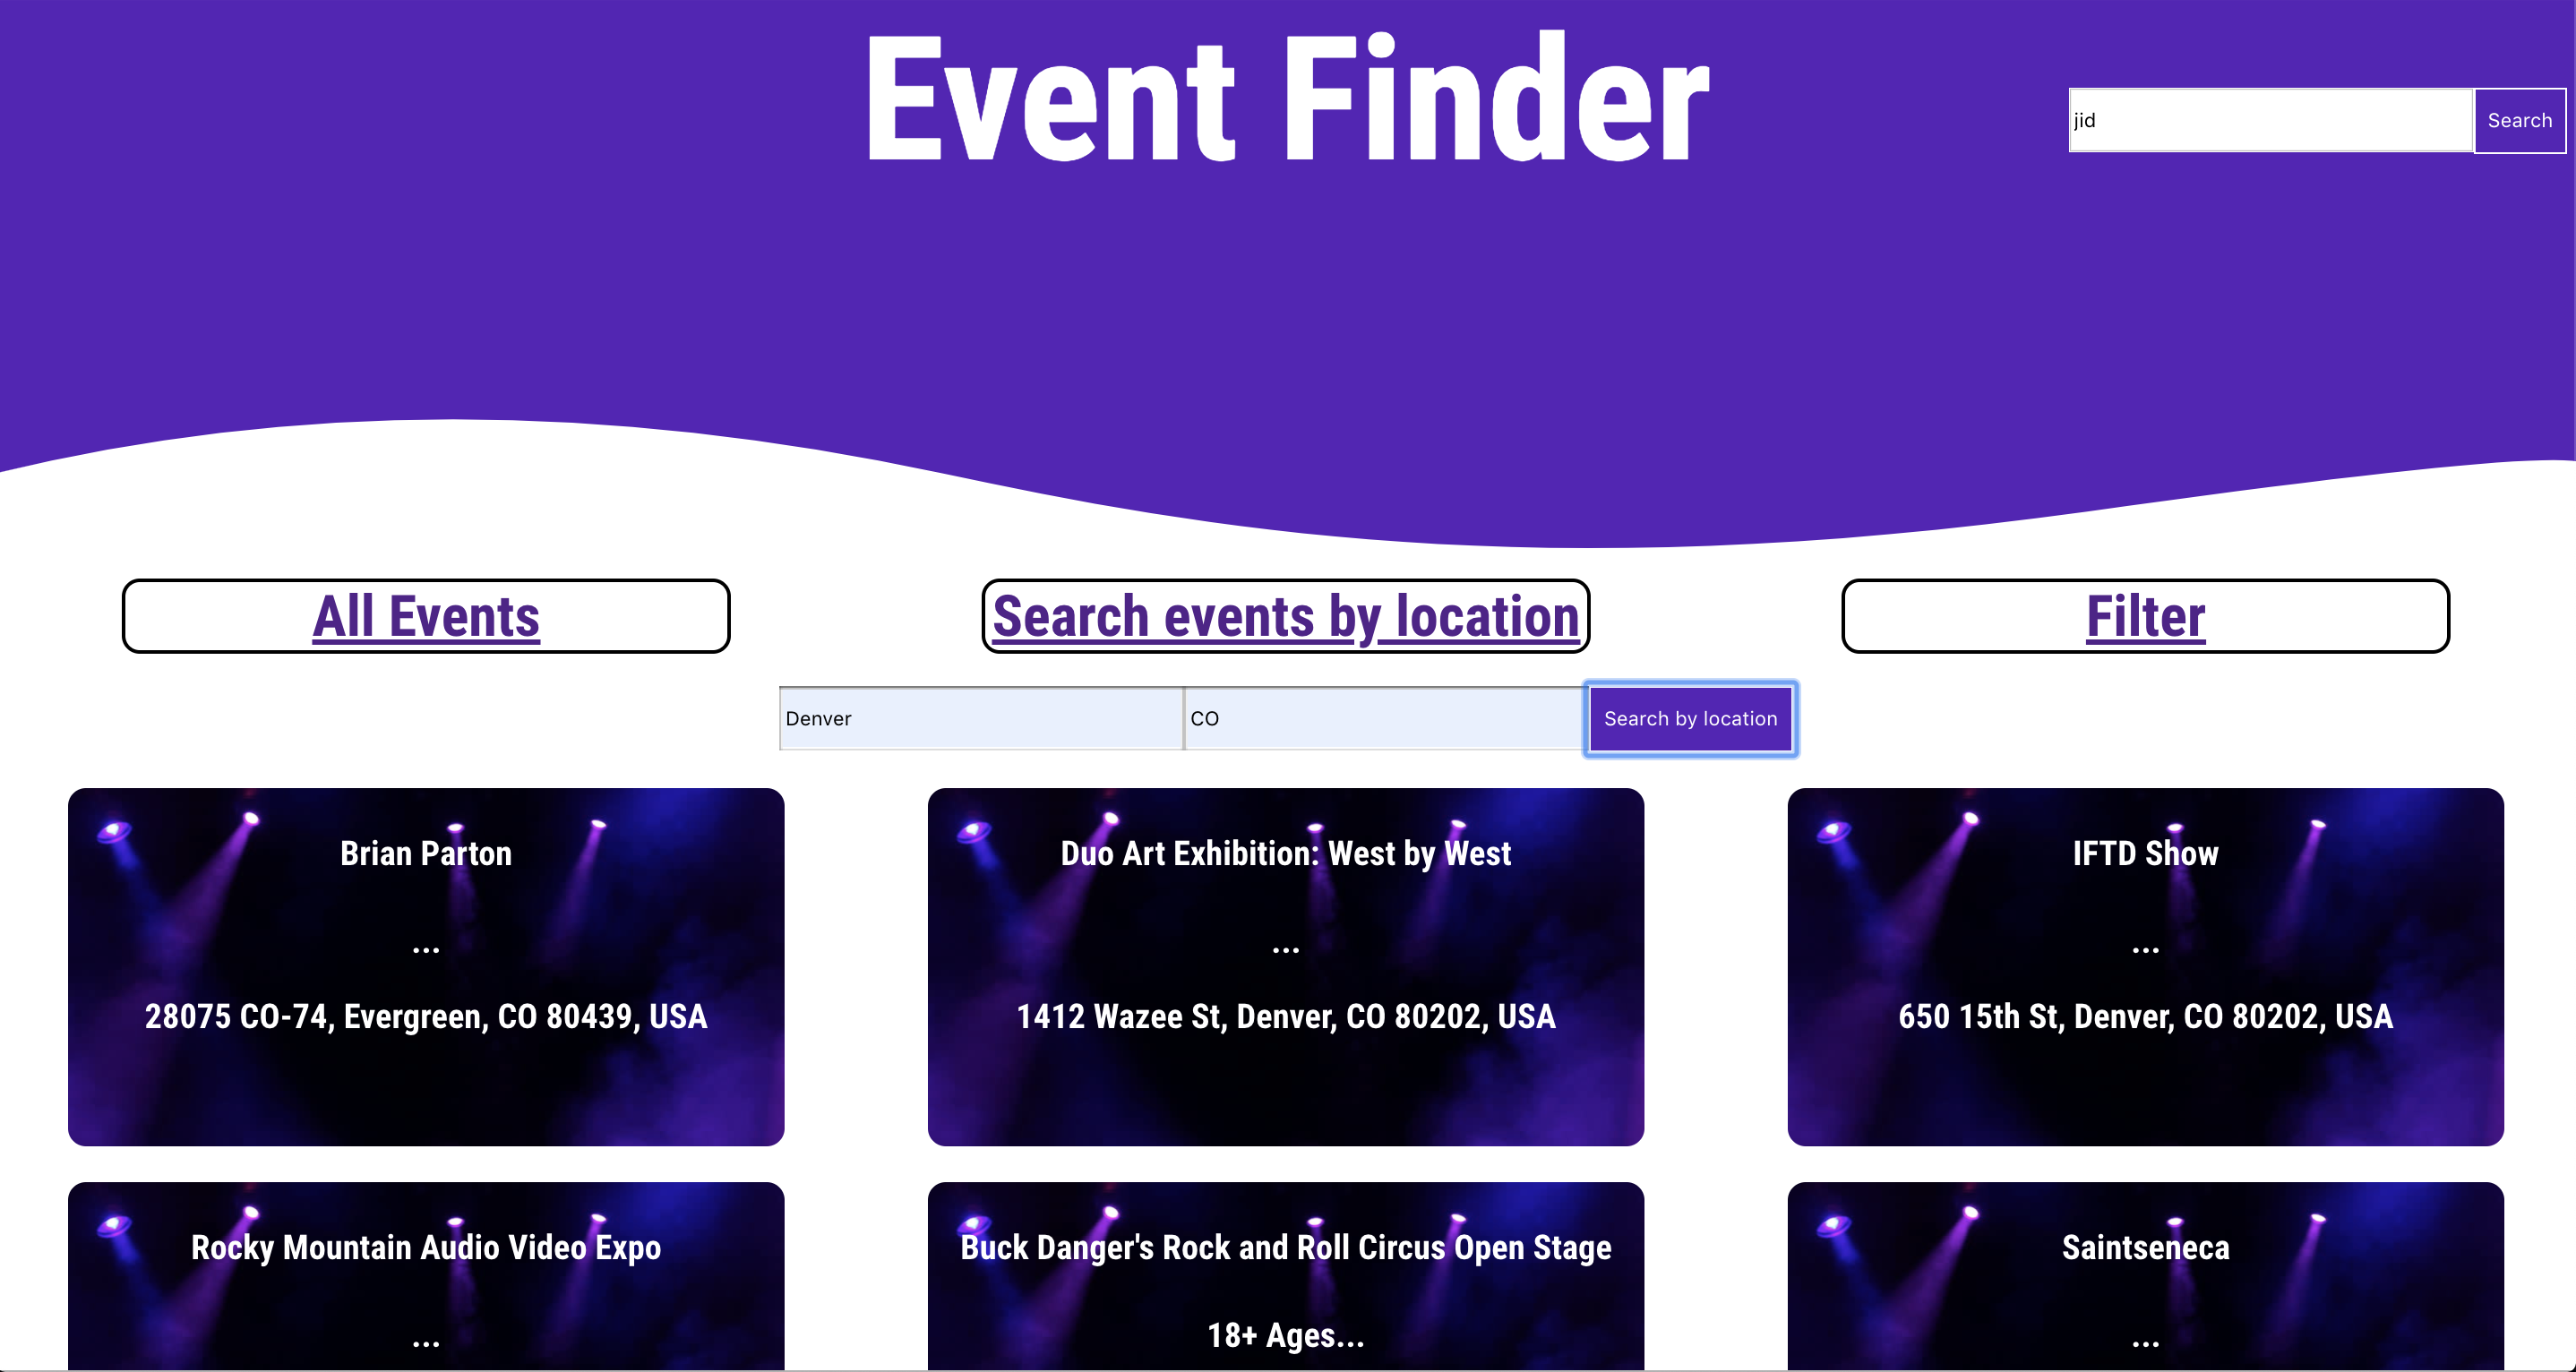 Event Finder
jid
Search
All Events
Search events by location
Filter
Denver
CO
Search by location
Brian Parton
...
28075 CO-74, Evergreen, CO 80439, USA
Duo Art Exhibition: West by West
...
1412 Wazee St, Denver, CO 80202, USA
IFTD Show
...
650 15th St, Denver, CO 80202, USA
Rocky Mountain Audio Video Expo
...
Buck Danger's Rock and Roll Circus Open Stage
18+ Ages...
Saintseneca
...